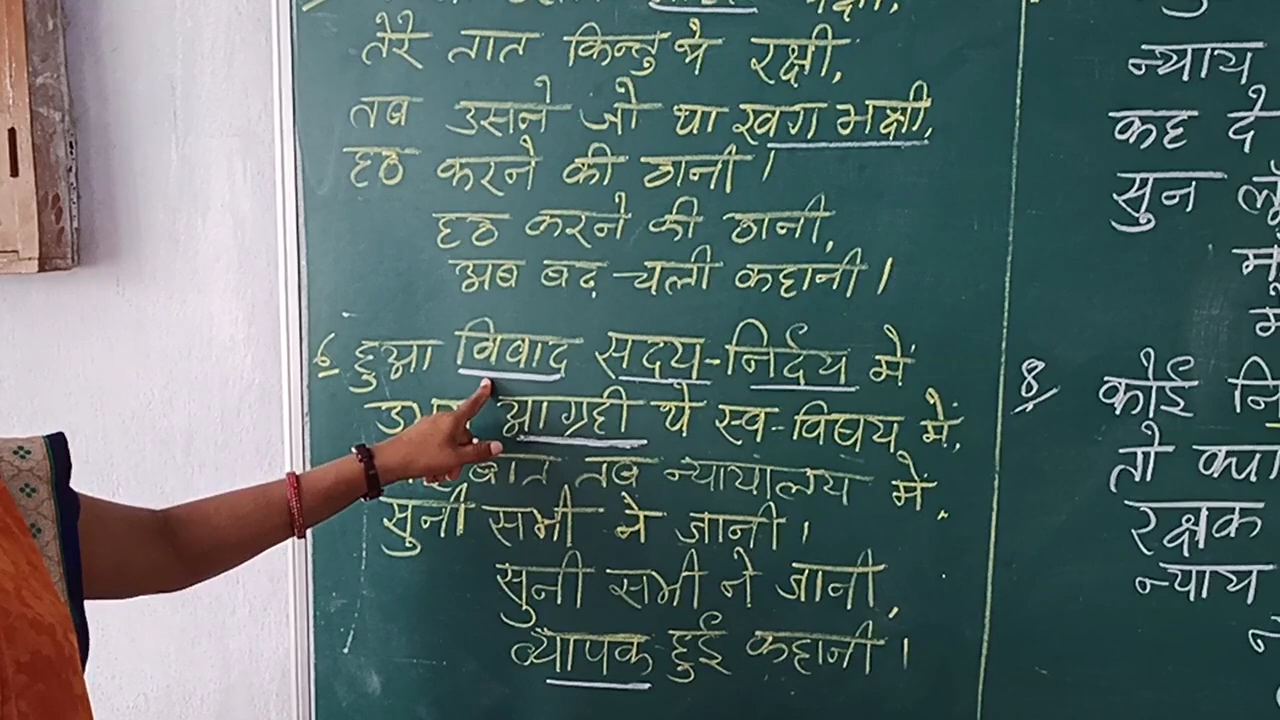 तेरे तात किन्तु थे रक्षी,
तब उसने जो था खग भक्षी,
हठ करने की ठानी।
हठ करने की ठानी,
अब बढ़ चली कहानी।
६ हुआ विवाद सदय-निर्दय में
आग्रही थे स्व-विषय में,
बात तब न्यायालय में,
सुनी सभी ने जानी।
सुनी सभी ने जानी,
व्यापक हुई कहानी।
न्याय
कह दे
सुन
8 कोई
तो क्या
रक्षक
न्याय